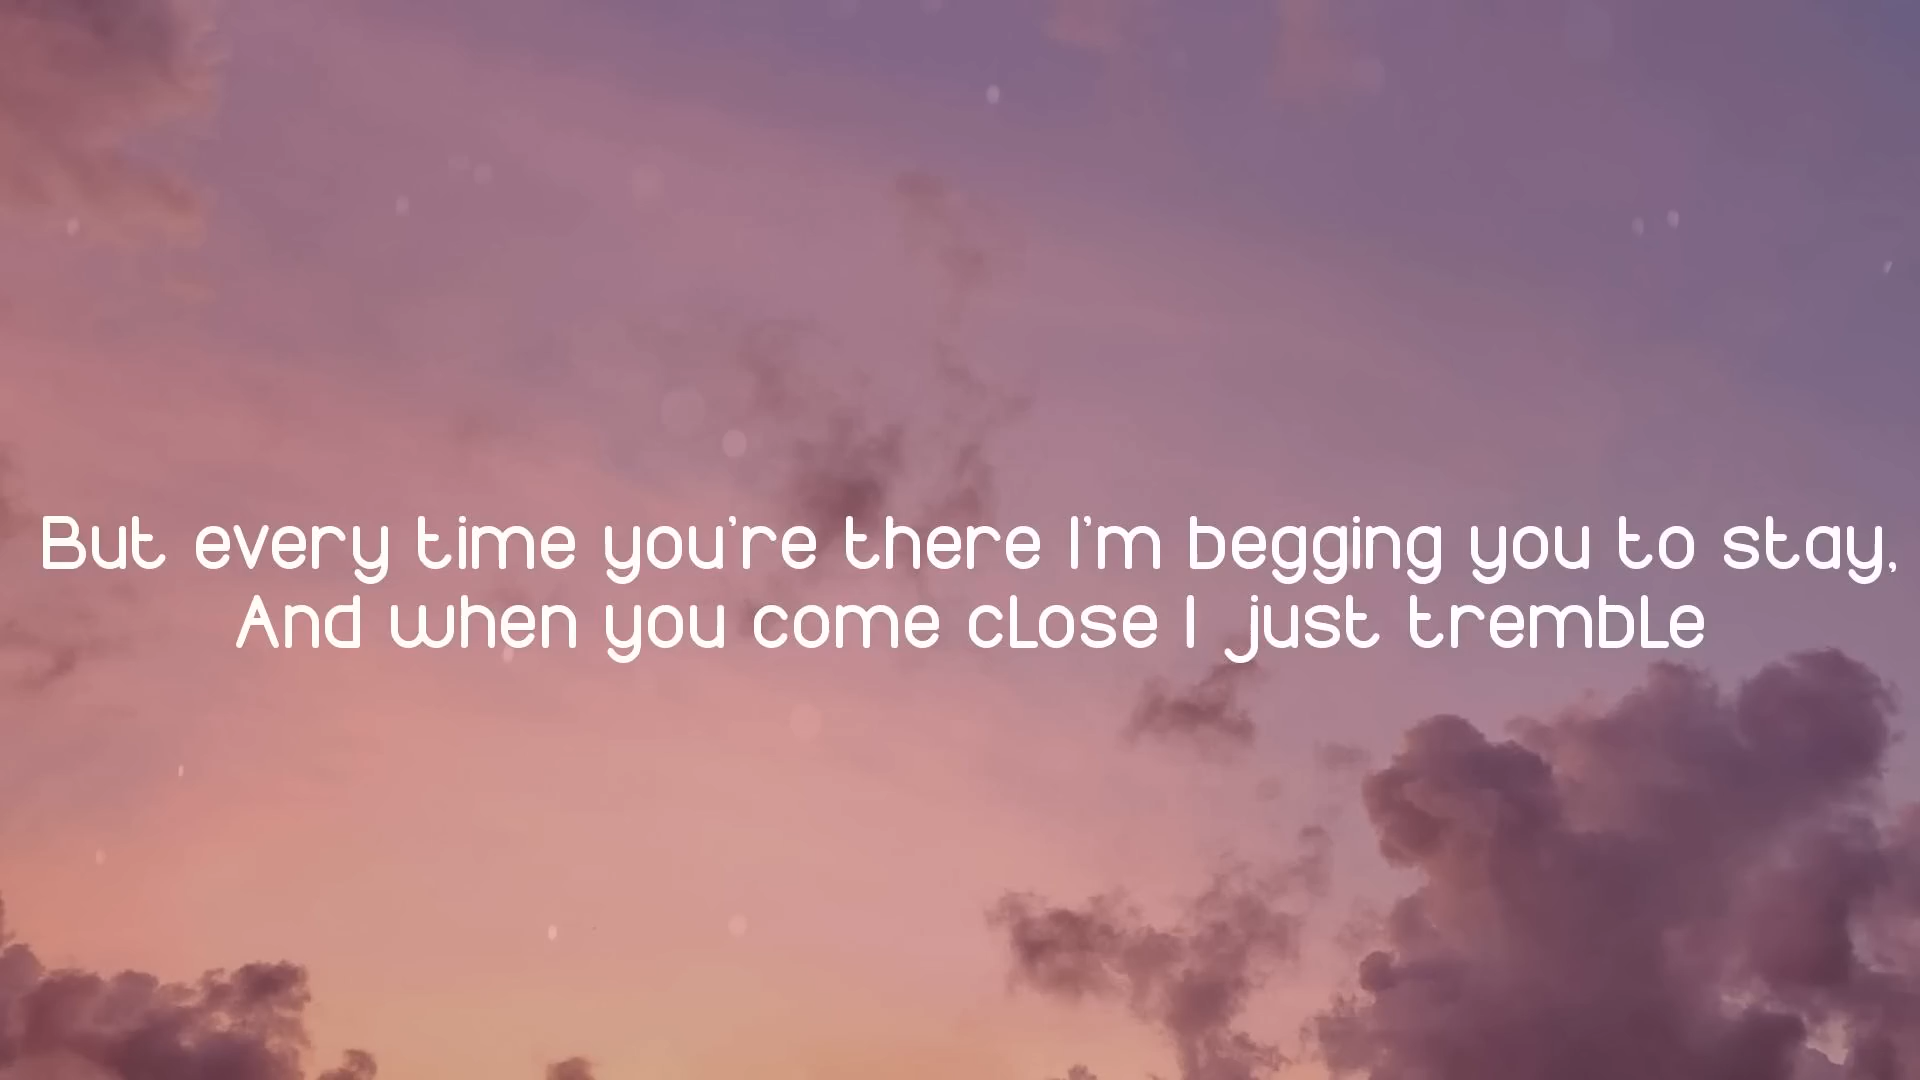 But every time you're there I'm begging you to stay,
And when you come close I just tremble